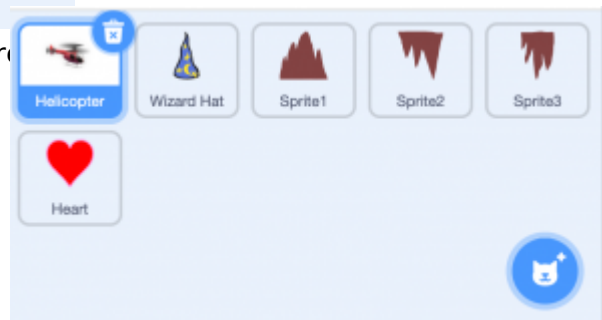 Helicopter
Wizard Hat
Sprite1
Sprite2
Sprite3
Heart